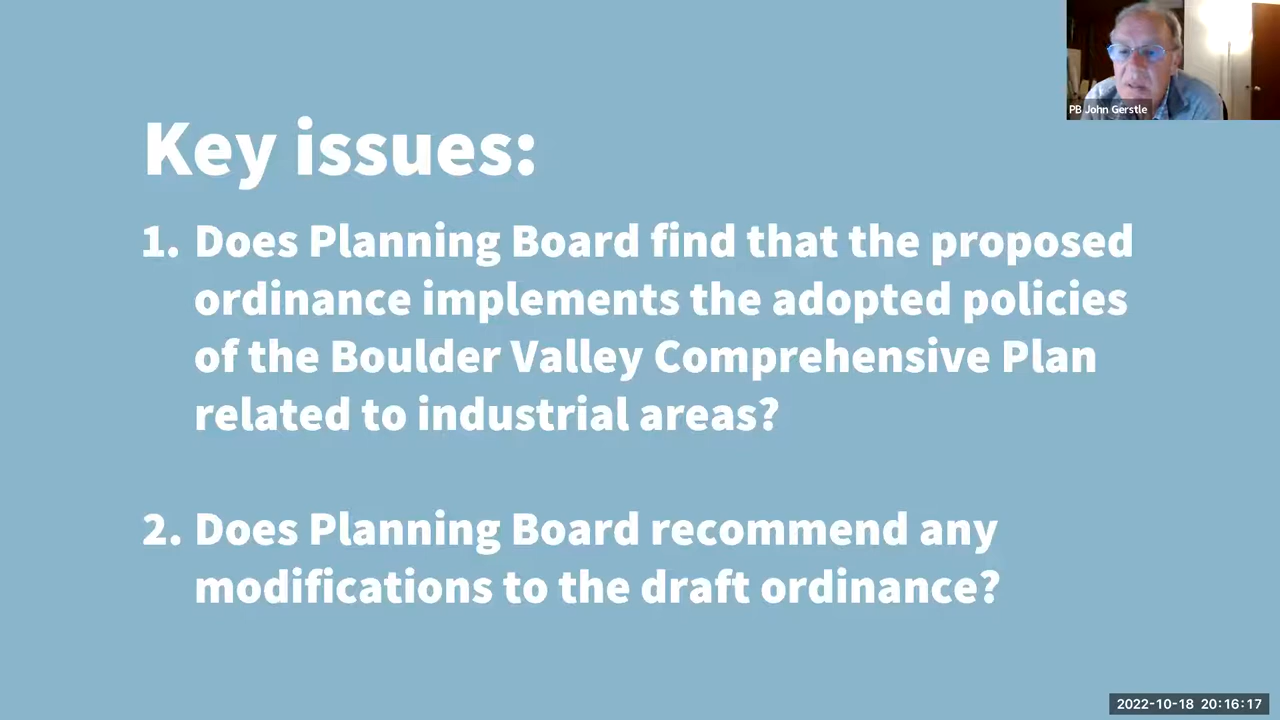 PB John Gerstle
Key issues:
1. Does Planning Board find that the proposed
ordinance implements the adopted policies
of the Boulder Valley Comprehensive Plan
related to industrial areas?
2. Does Planning Board recommend any
modifications to the draft ordinance?
2022-10-18 20:16:17